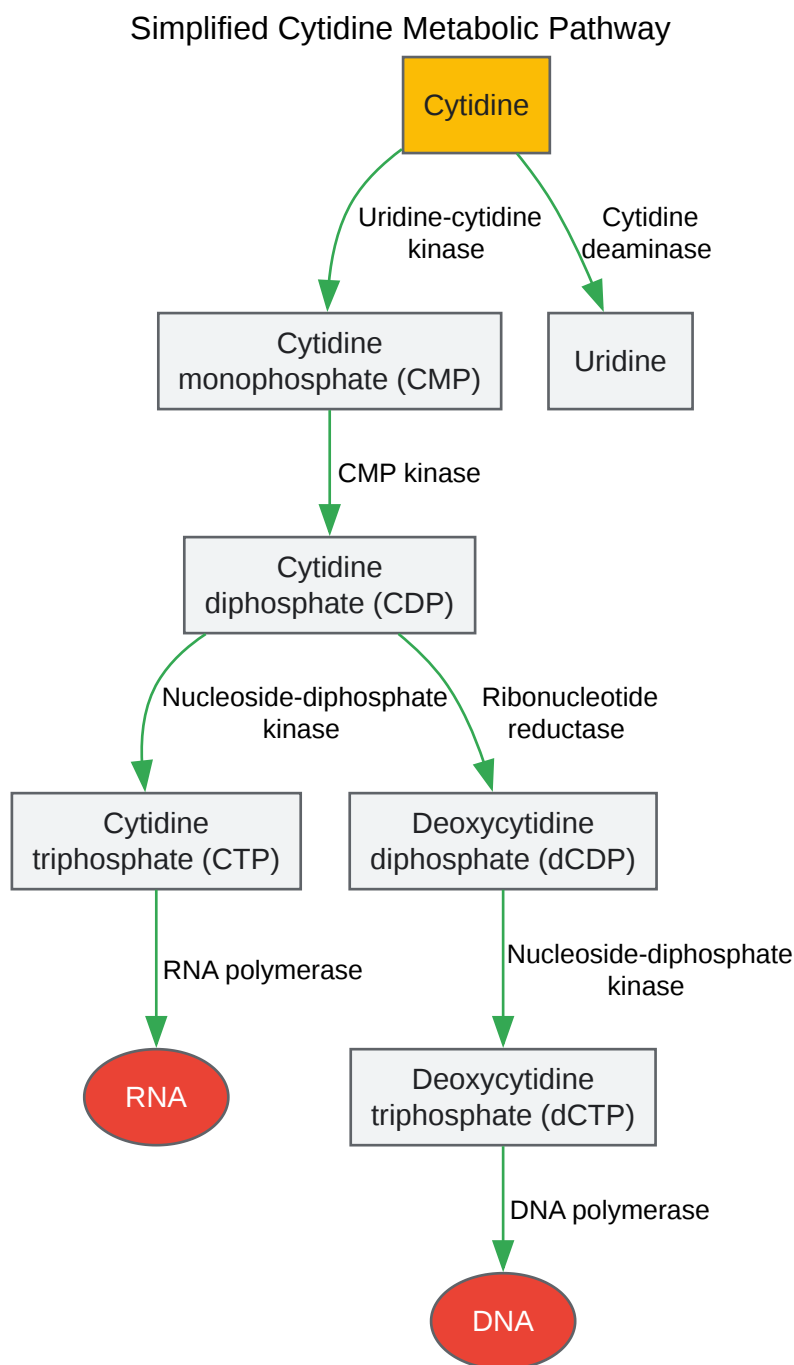 Simplified Cytidine Metabolic Pathway
Cytidine
Uridine-cytidine
kinase
Cytidine
deaminase
Cytidine
monophosphate (CMP)
Uridine
CMP kinase
Cytidine
diphosphate (CDP)
Nucleoside-diphosphate
kinase
Ribonucleotide
reductase
Cytidine
triphosphate (CTP)
Deoxycytidine
diphosphate (dCDP)
RNA polymerase
Nucleoside-diphosphate
kinase
RNA
Deoxycytidine
triphosphate (dCTP)
DNA polymerase
DNA